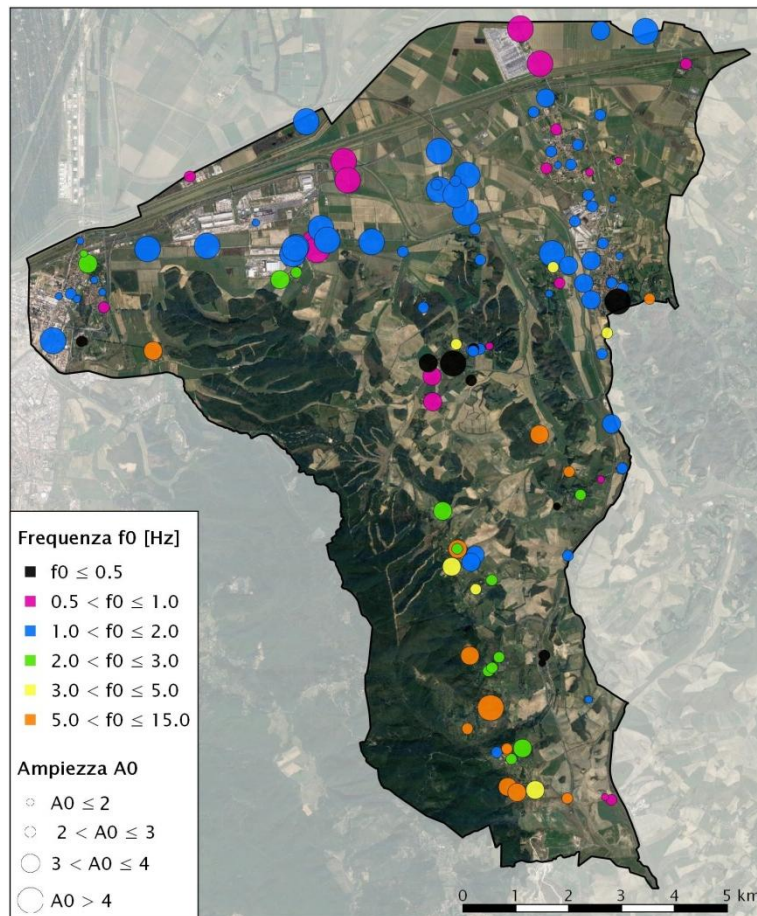 Frequenza f0 [Hz]
f0 ≤ 0.5
0.5 < f0 ≤ 1.0
1.0 < f0 ≤ 2.0
2.0 < f0 ≤ 3.0
3.0 < f0 ≤ 5.0
5.0 < f0 ≤ 15.0
Ampiezza A0
A0 ≤ 2
2 < A0 ≤ 3
3 < A0 ≤ 4
A0 > 4
0 1 2 3 4 5 km